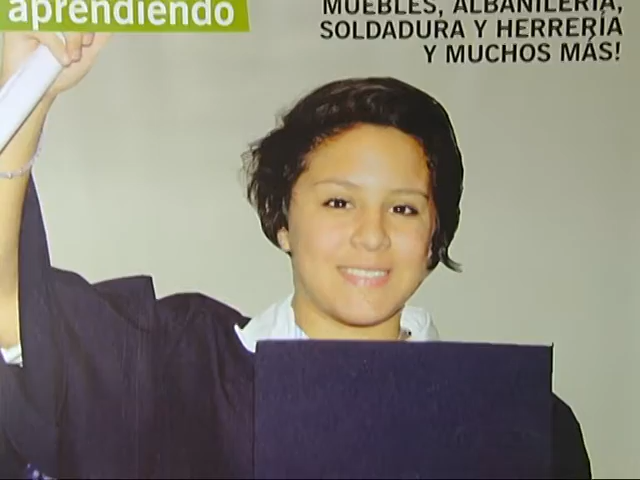 aprendiendo
MUEBLES, ALBAÑILERÍA,
SOLDADURA Y HERRERÍA
Y MUCHOS MÁS!